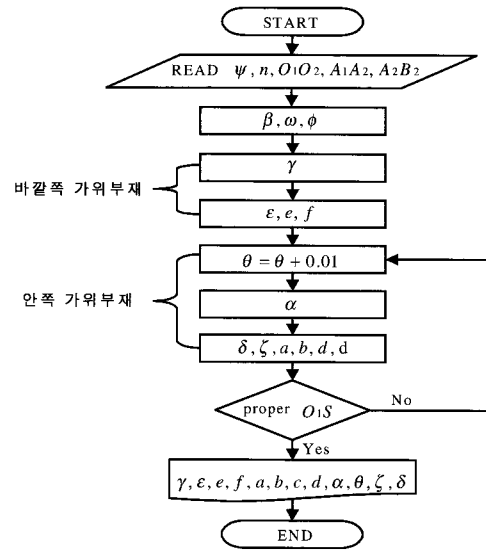 START
READ ψ, n, O₁O₂, A₁A₂, A₂B₂
β, ω, ϕ
γ
바깥쪽 가위부재
ε, e, f
θ = θ + 0.01
안쪽 가위부재
α
δ, ζ, a, b, d, d
proper O₁S
No
Yes
γ, ε, e, f, a, b, c, d, α, θ, ζ, δ
END